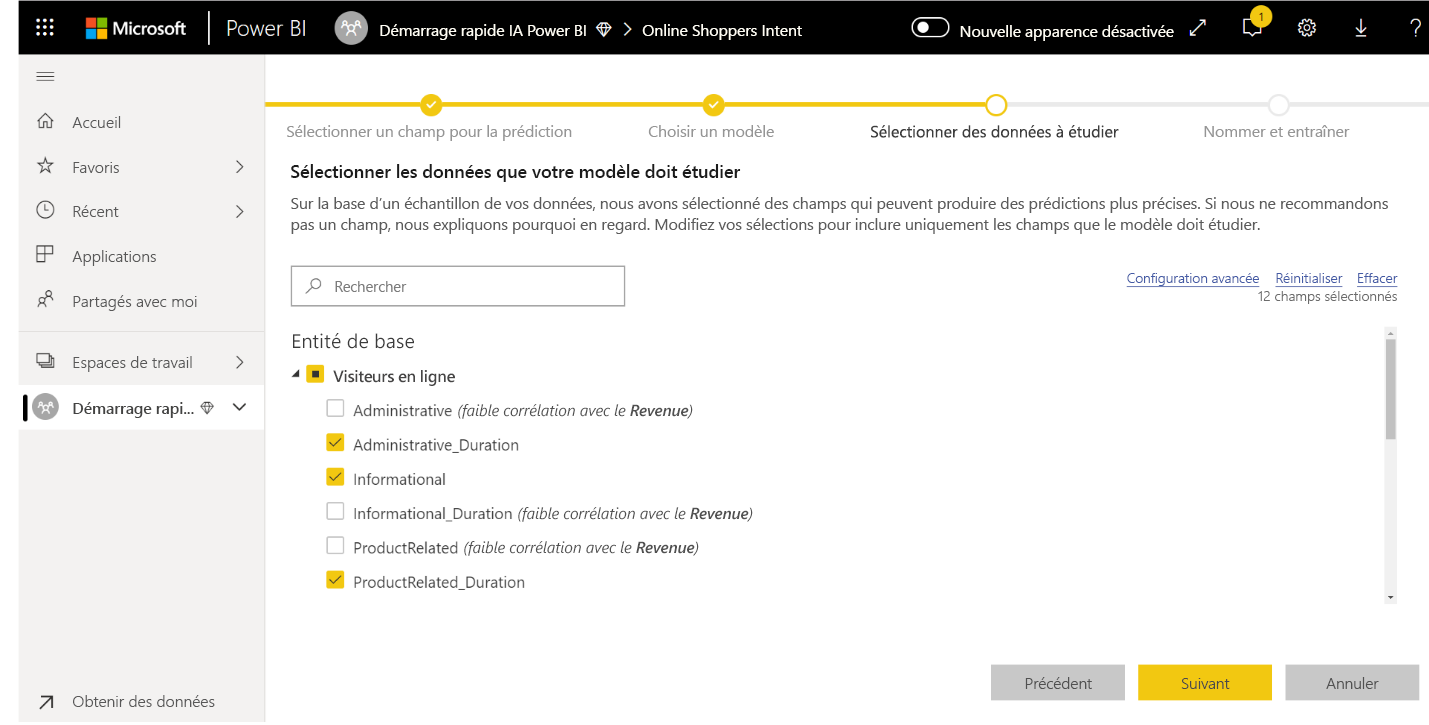 Microsoft Power BI Démarrage rapide IA Power BI > Online Shoppers Intent Nouvelle apparence désactivée 1 ?
Accueil
Favoris
Récent
Applications
Partagés avec moi
Espaces de travail
Démarrage rapi...
Obtenir des données
Sélectionner un champ pour la prédiction Choisir un modèle Sélectionner des données à étudier Nommer et entraîner
Sélectionner les données que votre modèle doit étudier
Sur la base d’un échantillon de vos données, nous avons sélectionné des champs qui peuvent produire des prédictions plus précises. Si nous ne recommandons
pas un champ, nous expliquons pourquoi en regard. Modifiez vos sélections pour inclure uniquement les champs que le modèle doit étudier.
Rechercher
Configuration avancée Réinitialiser Effacer
12 champs sélectionnés
Entité de base
Visiteurs en ligne
Administrative (faible corrélation avec le Revenue)
Administrative_Duration
Informational
Informational_Duration (faible corrélation avec le Revenue)
ProductRelated (faible corrélation avec le Revenue)
ProductRelated_Duration
Précédent Suivant Annuler